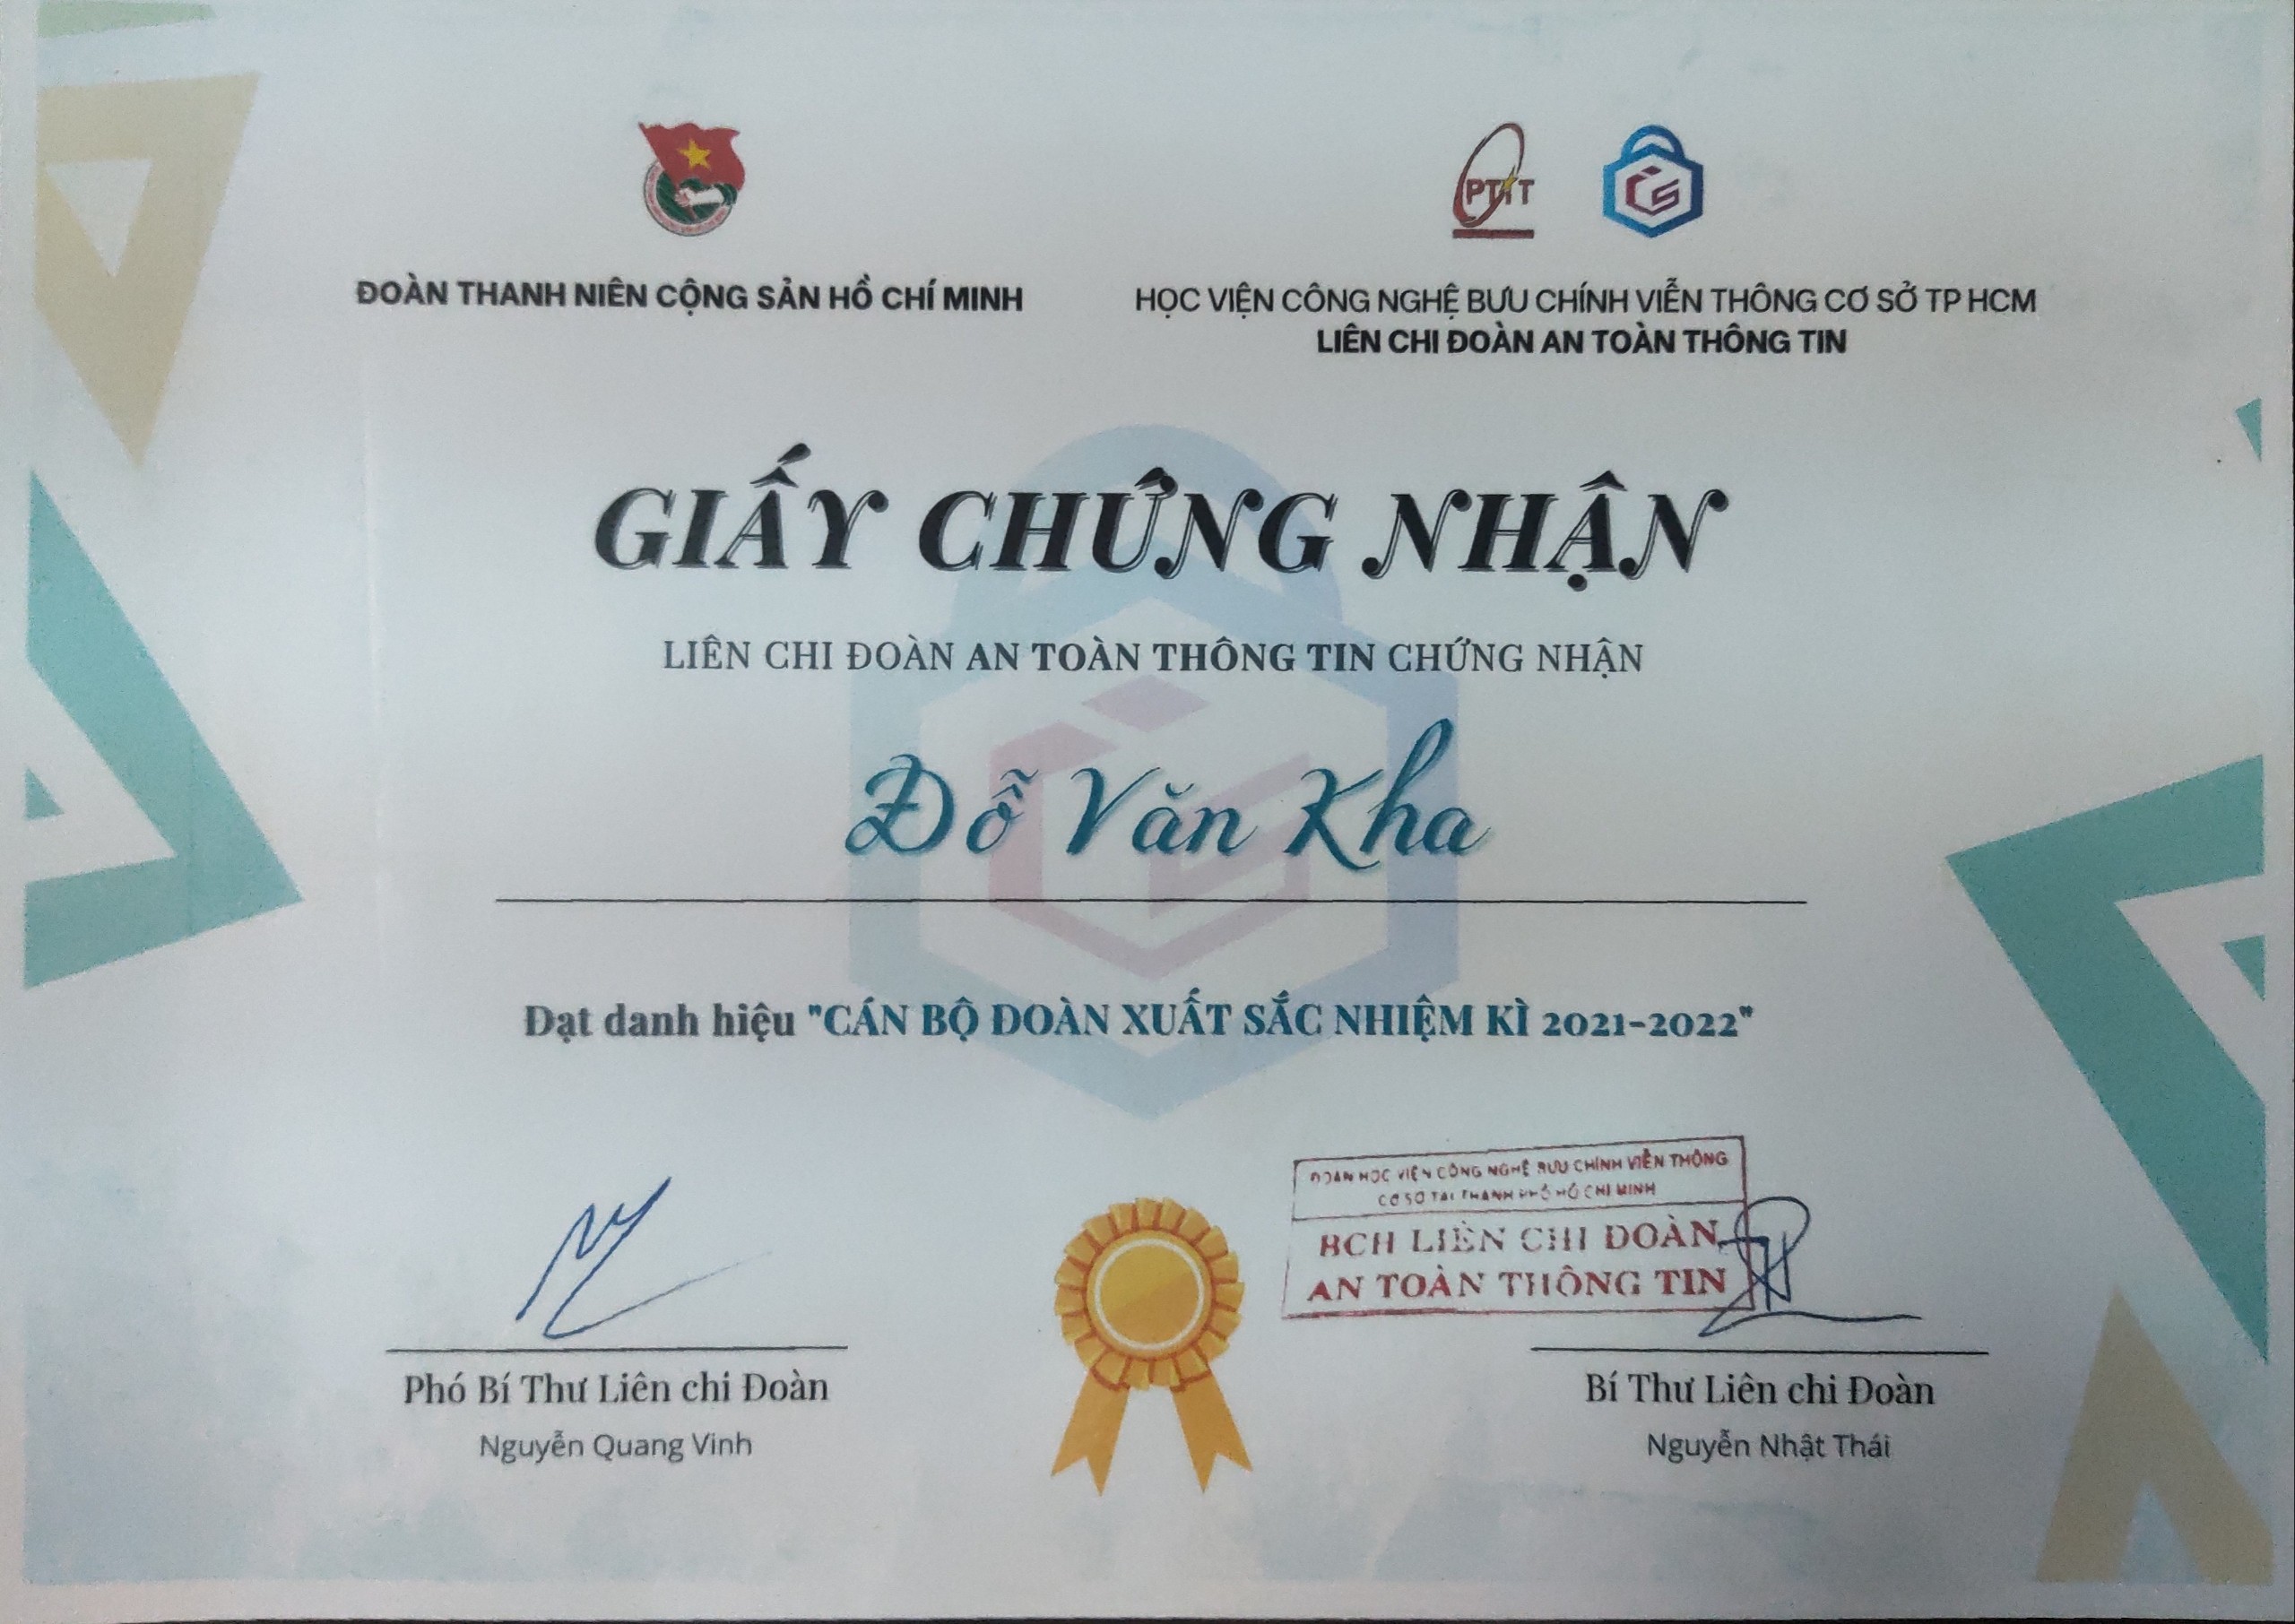 PTIT
ĐOÀN THANH NIÊN CỘNG SẢN HỒ CHÍ MINH
HỌC VIỆN CÔNG NGHỆ BƯU CHÍNH VIỄN THÔNG CƠ SỞ TP HCM
LIÊN CHI ĐOÀN AN TOÀN THÔNG TIN
GIẤY CHỨNG NHẬN
LIÊN CHI ĐOÀN AN TOÀN THÔNG TIN CHỨNG NHẬN
Đỗ Văn Kha
Đạt danh hiệu "CÁN BỘ ĐOÀN XUẤT SẮC NHIỆM KÌ 2021-2022"
ĐOÀN HỌC VIỆN CÔNG NGHỆ BƯU CHÍNH VIỄN THÔNG
CƠ SỞ TẠI THÀNH PHỐ HỒ CHÍ MINH
BCH LIÊN CHI ĐOÀN
AN TOÀN THÔNG TIN
Phó Bí Thư Liên chi Đoàn
Nguyễn Quang Vinh
Bí Thư Liên chi Đoàn
Nguyễn Nhật Thái